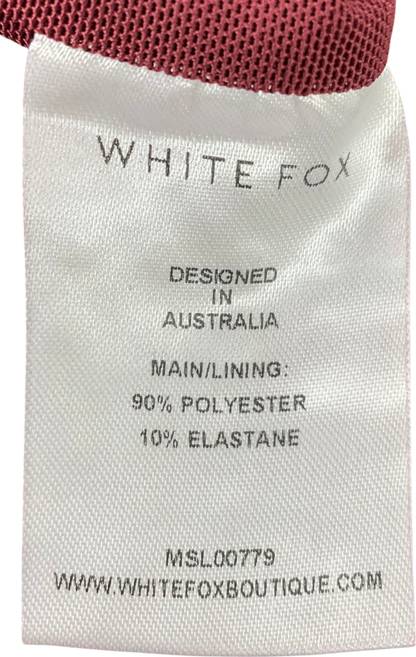 WHITE FOX
DESIGNED
IN
AUSTRALIA
MAIN/LINING:
90% POLYESTER
10% ELASTANE
MSL00779
WWW.WHITEFOXBOUTIQUE.COM